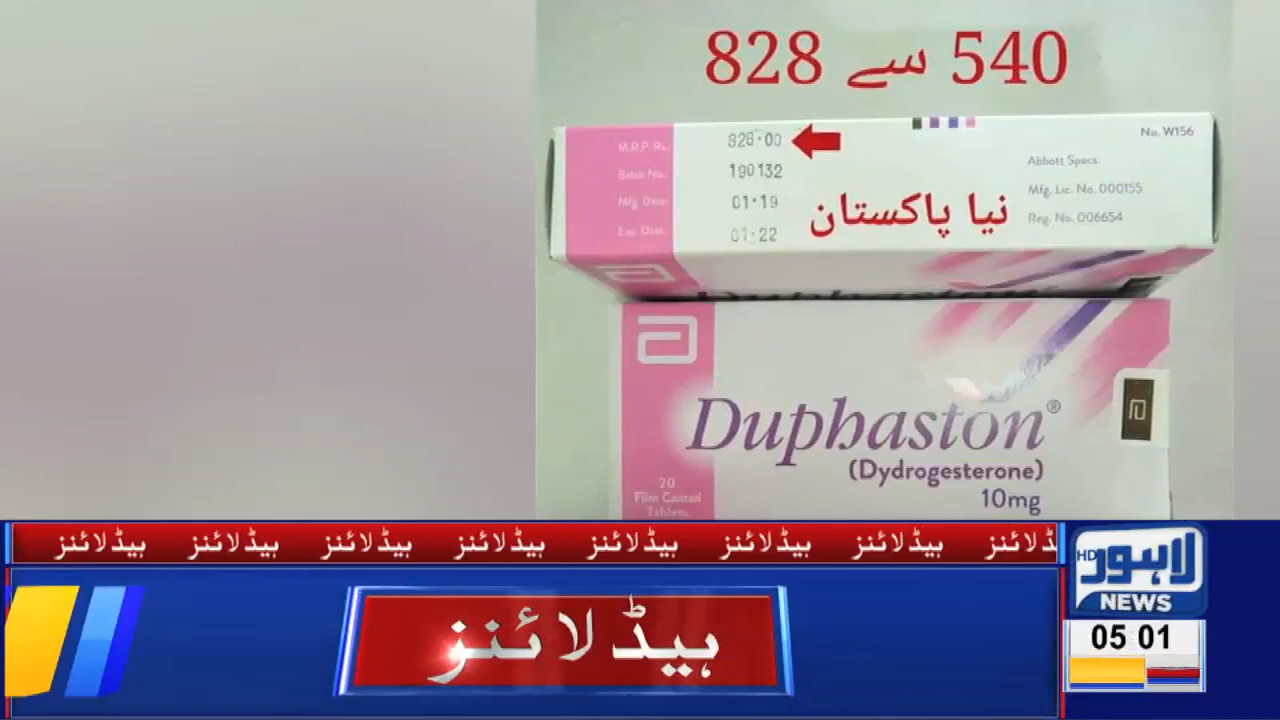 540 سے 828
M.R.P. Rs. 828·00
Batch No.: 190132
Mfg. Date: 01·19
Exp. Date: 01·22
No. W156
Abbott Specs.
Mfg. Lic. No. 000155
Reg. No. 006654
نیا پاکستان
Duphaston
Duphaston®
(Dydrogesterone)
10mg
20
Film Coated
Tablets
ہیڈلائنز ہیڈلائنز ہیڈلائنز ہیڈلائنز ہیڈلائنز ہیڈلائنز ہیڈلائنز ڈلائنز
ہیڈلائنز
لاہور HD
NEWS
05 01